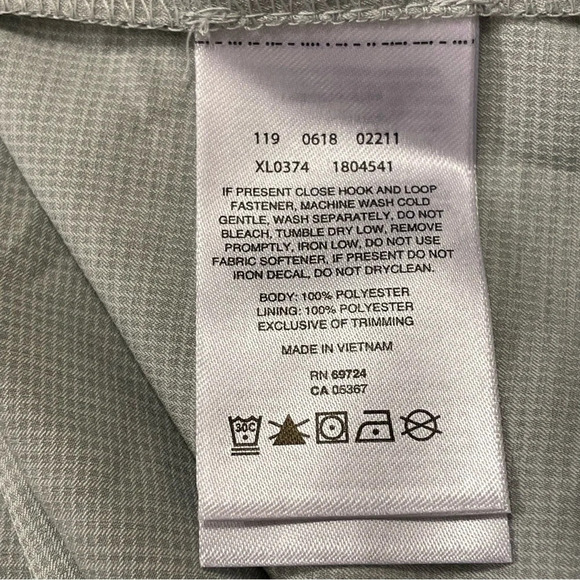 119 0618 02211
XL0374 1804541
IF PRESENT CLOSE HOOK AND LOOP
FASTENER, MACHINE WASH COLD
GENTLE, WASH SEPARATELY, DO NOT
BLEACH, TUMBLE DRY LOW, REMOVE
PROMPTLY, IRON LOW, DO NOT USE
FABRIC SOFTENER, IF PRESENT DO NOT
IRON DECAL, DO NOT DRYCLEAN.
BODY: 100% POLYESTER
LINING: 100% POLYESTER
EXCLUSIVE OF TRIMMING
MADE IN VIETNAM
RN 69724
CA 05367
30C